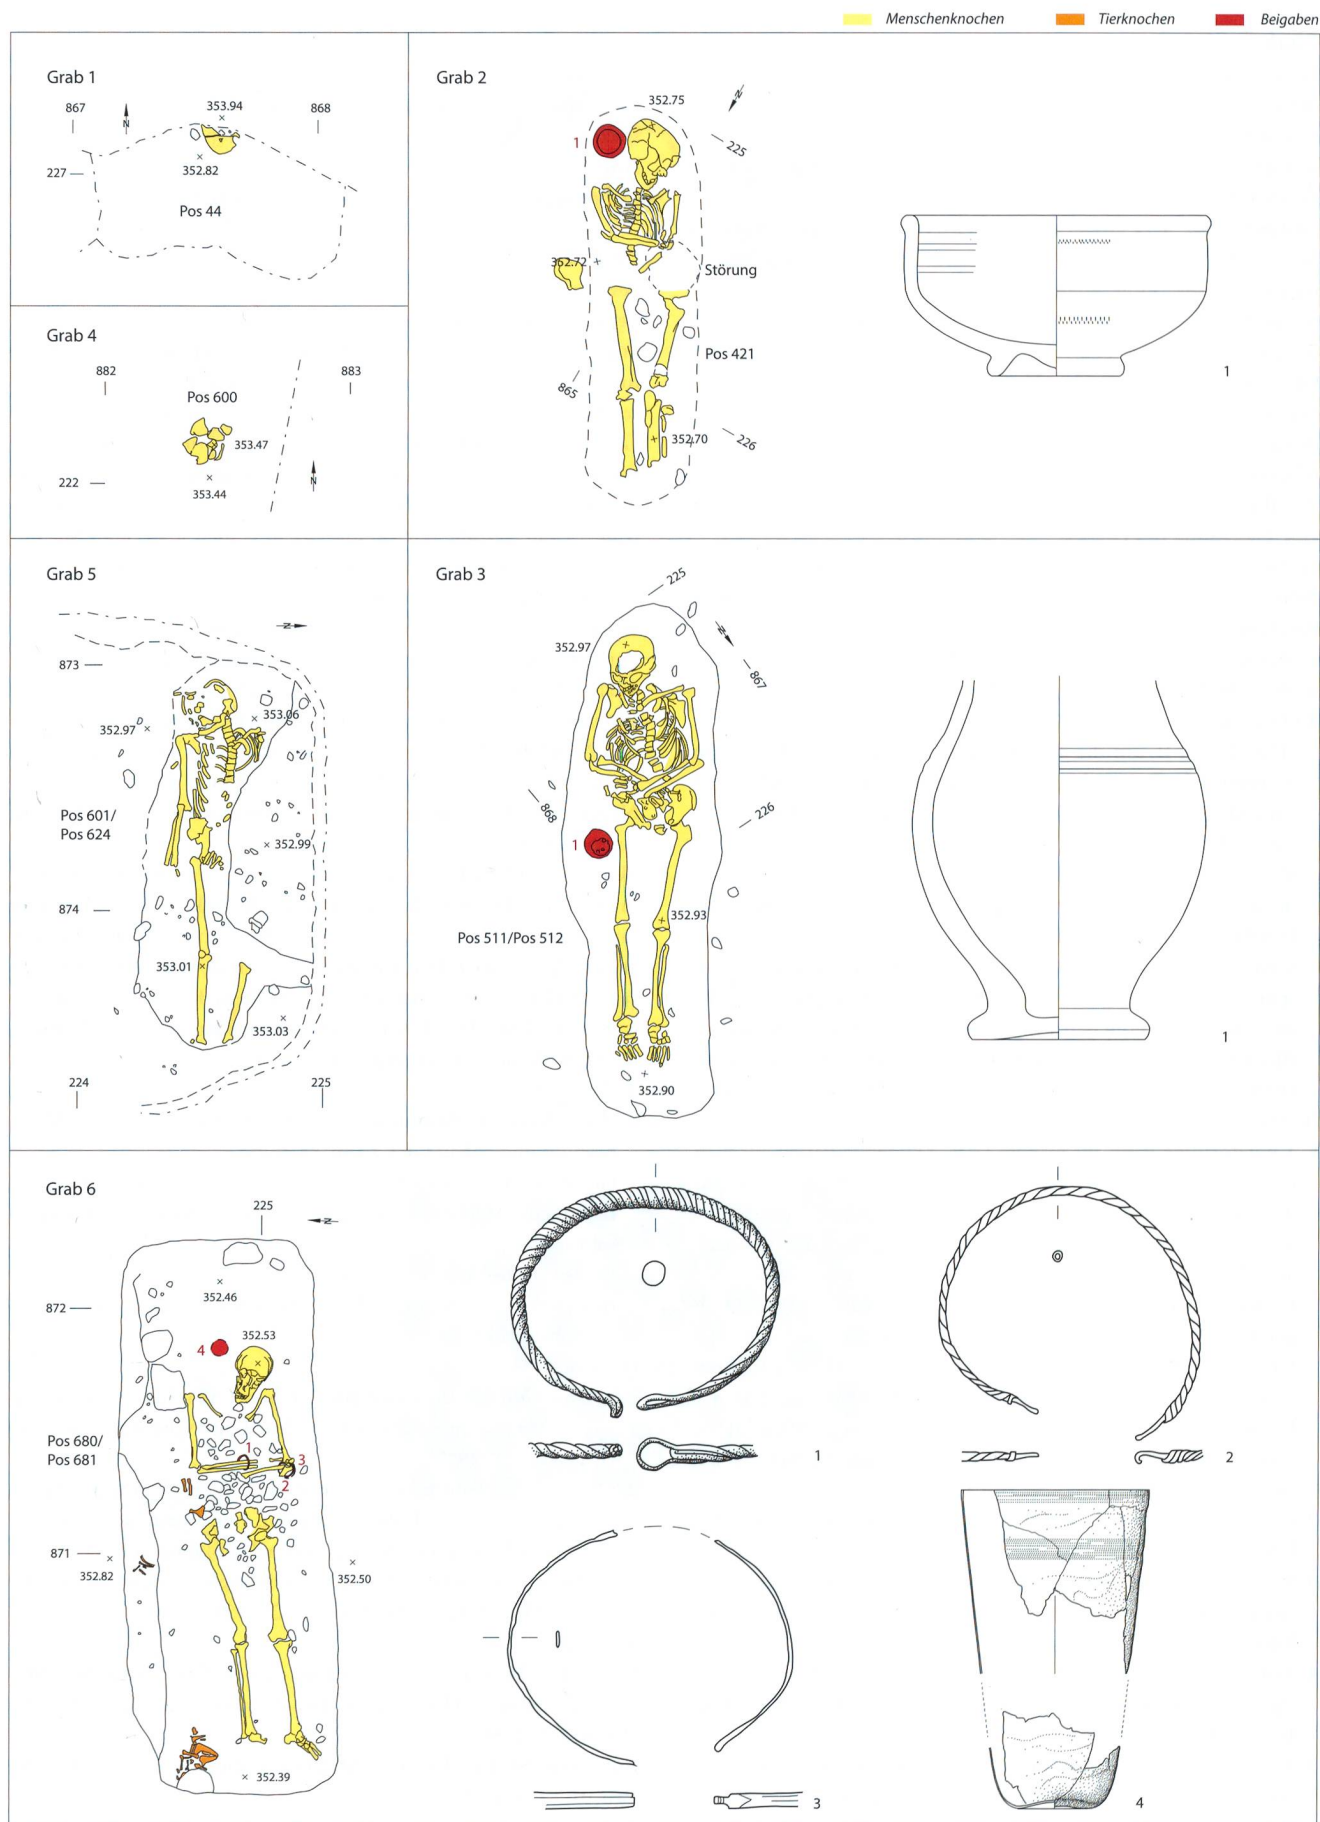 Menschenknochen Tierknochen Beigaben
Grab 1
867
N
353.94
868
352.82
227
Pos 44
Grab 2
352.75
N
1
225
352.72
Störung
Pos 421
865
352.70
226
1
Grab 4
882
883
Pos 600
353.47
222
353.44
N
Grab 5
N
873
352.97
353.06
Pos 601/
Pos 624
352.99
874
353.01
353.03
224
225
Grab 3
225
N
352.97
867
868
226
1
352.93
Pos 511/Pos 512
352.90
1
Grab 6
225
N
352.46
872
4
352.53
Pos 680/
Pos 681
1
3
2
871
352.82
352.50
352.39
1
2
3
4